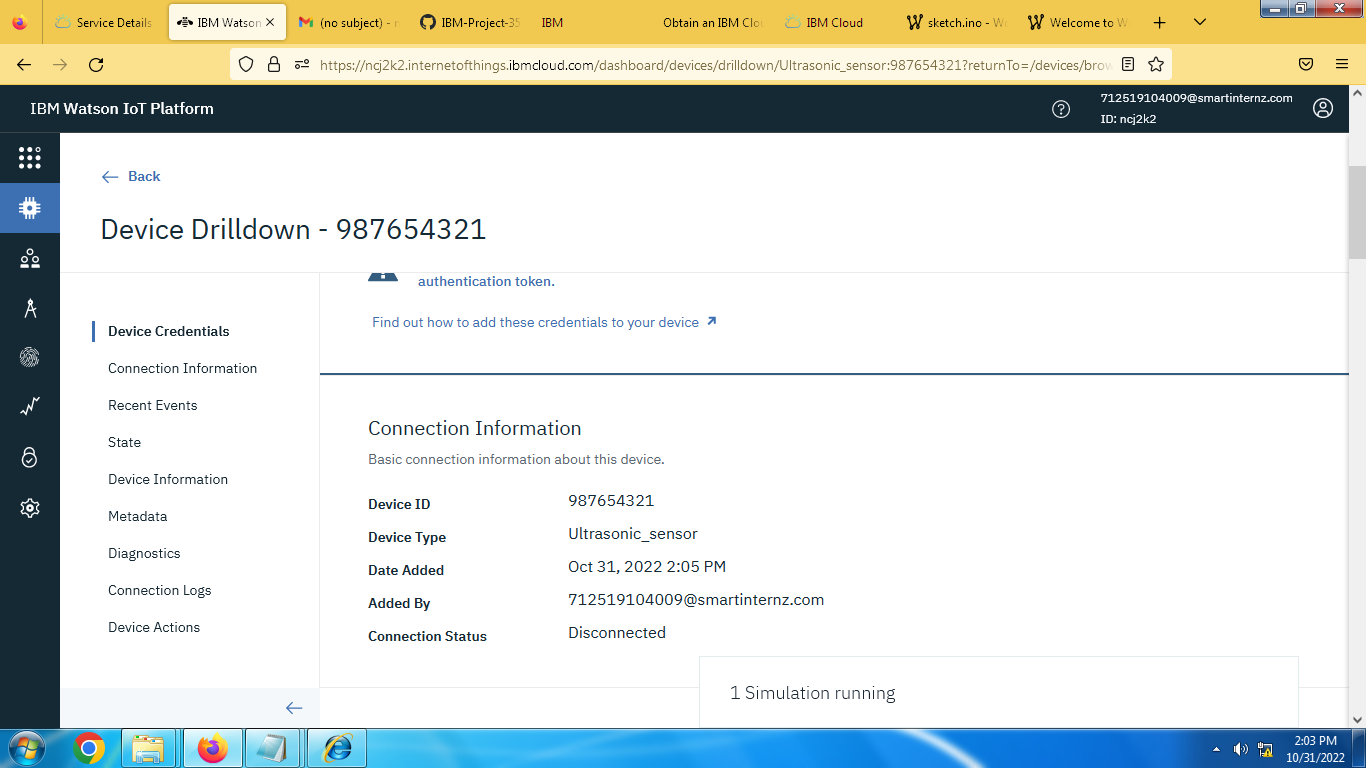 Service Details
IBM Watson
(no subject) - n
IBM-Project-35
IBM
Obtain an IBM Clou
IBM Cloud
sketch.ino - Wo
Welcome to W
https://ncj2k2.internetofthings.ibmcloud.com/dashboard/devices/drilldown/Ultrasonic_sensor:987654321?returnTo=/devices/brow
IBM Watson IoT Platform
712519104009@smartinternz.com
ID: ncj2k2
Back
Device Drilldown - 987654321
authentication token.
Find out how to add these credentials to your device
Device Credentials
Connection Information
Recent Events
State
Device Information
Metadata
Diagnostics
Connection Logs
Device Actions
Connection Information
Basic connection information about this device.
Device ID 987654321
Device Type Ultrasonic_sensor
Date Added Oct 31, 2022 2:05 PM
Added By 712519104009@smartinternz.com
Connection Status Disconnected
1 Simulation running
2:03 PM
10/31/2022